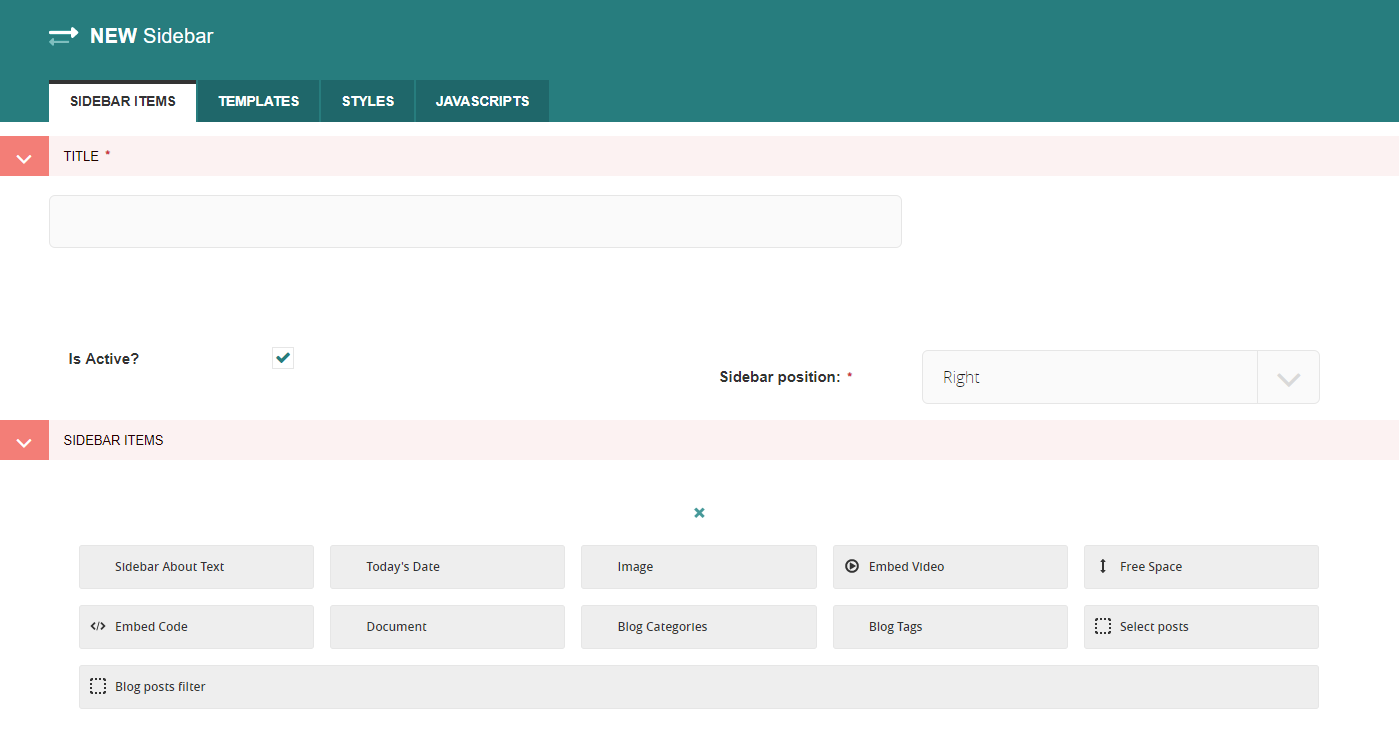 NEW Sidebar
SIDEBAR ITEMS TEMPLATES STYLES JAVASCRIPTS
TITLE *
Is Active?
Sidebar position: * Right
SIDEBAR ITEMS
Sidebar About Text Today's Date Image Embed Video Free Space
Embed Code Document Blog Categories Blog Tags Select posts
Blog posts filter